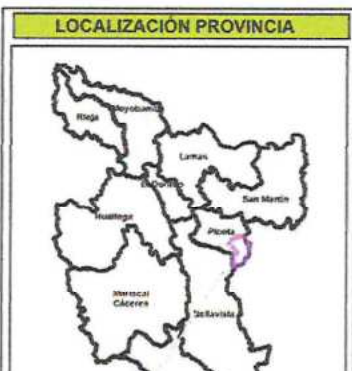 LOCALIZACIÓN PROVINCIA
Moyobamba
Rioja
Lamas
El Dorado
San Martín
Huallaga
Picota
Mariscal
Cáceres
Bellavista